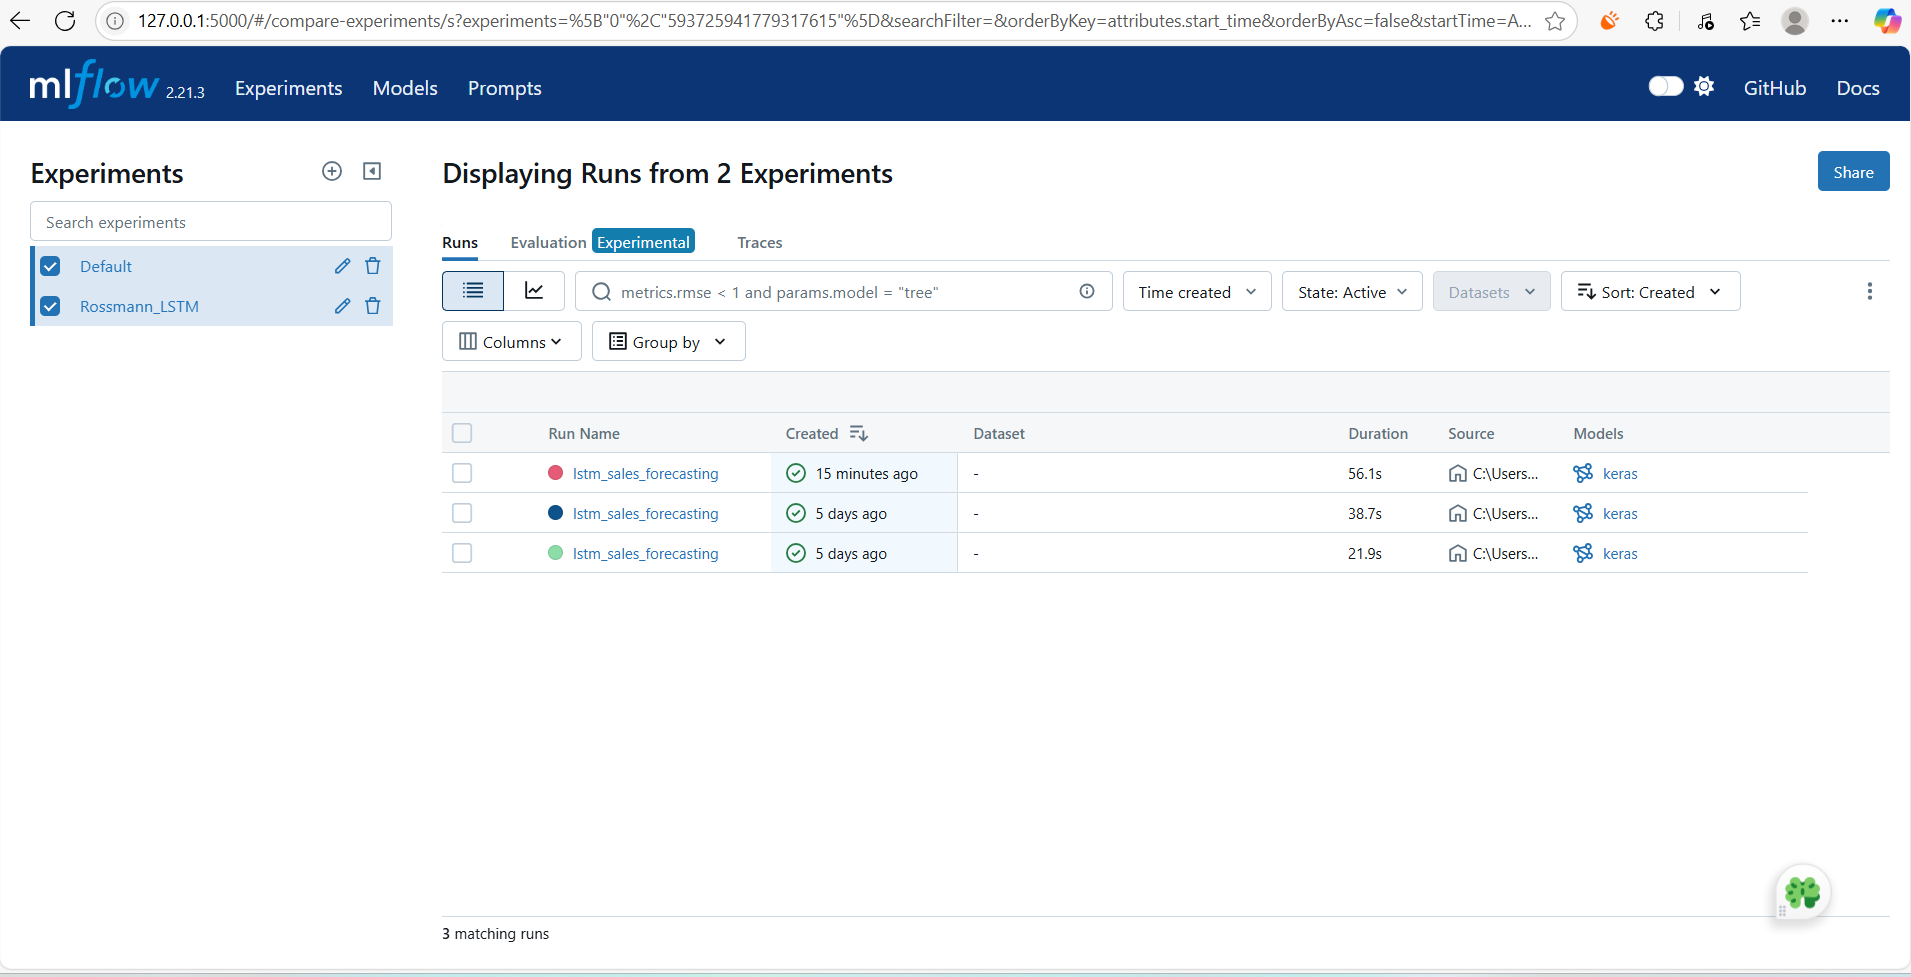 127.0.0.1:5000/#/compare-experiments/s?experiments=%5B"0"%2C"593725941779317615"%5D&searchFilter=&orderByKey=attributes.start_time&orderByAsc=false&startTime=A...
mlflow 2.21.3 Experiments Models Prompts GitHub Docs
Experiments
Displaying Runs from 2 Experiments
Share
Search experiments
Default
Rossmann_LSTM
Runs Evaluation Experimental Traces
metrics.rmse < 1 and params.model = "tree"
Time created
State: Active
Datasets
Sort: Created
Columns
Group by
Run Name Created Dataset Duration Source Models
lstm_sales_forecasting 15 minutes ago - 56.1s C:\Users... keras
lstm_sales_forecasting 5 days ago - 38.7s C:\Users... keras
lstm_sales_forecasting 5 days ago - 21.9s C:\Users... keras
3 matching runs